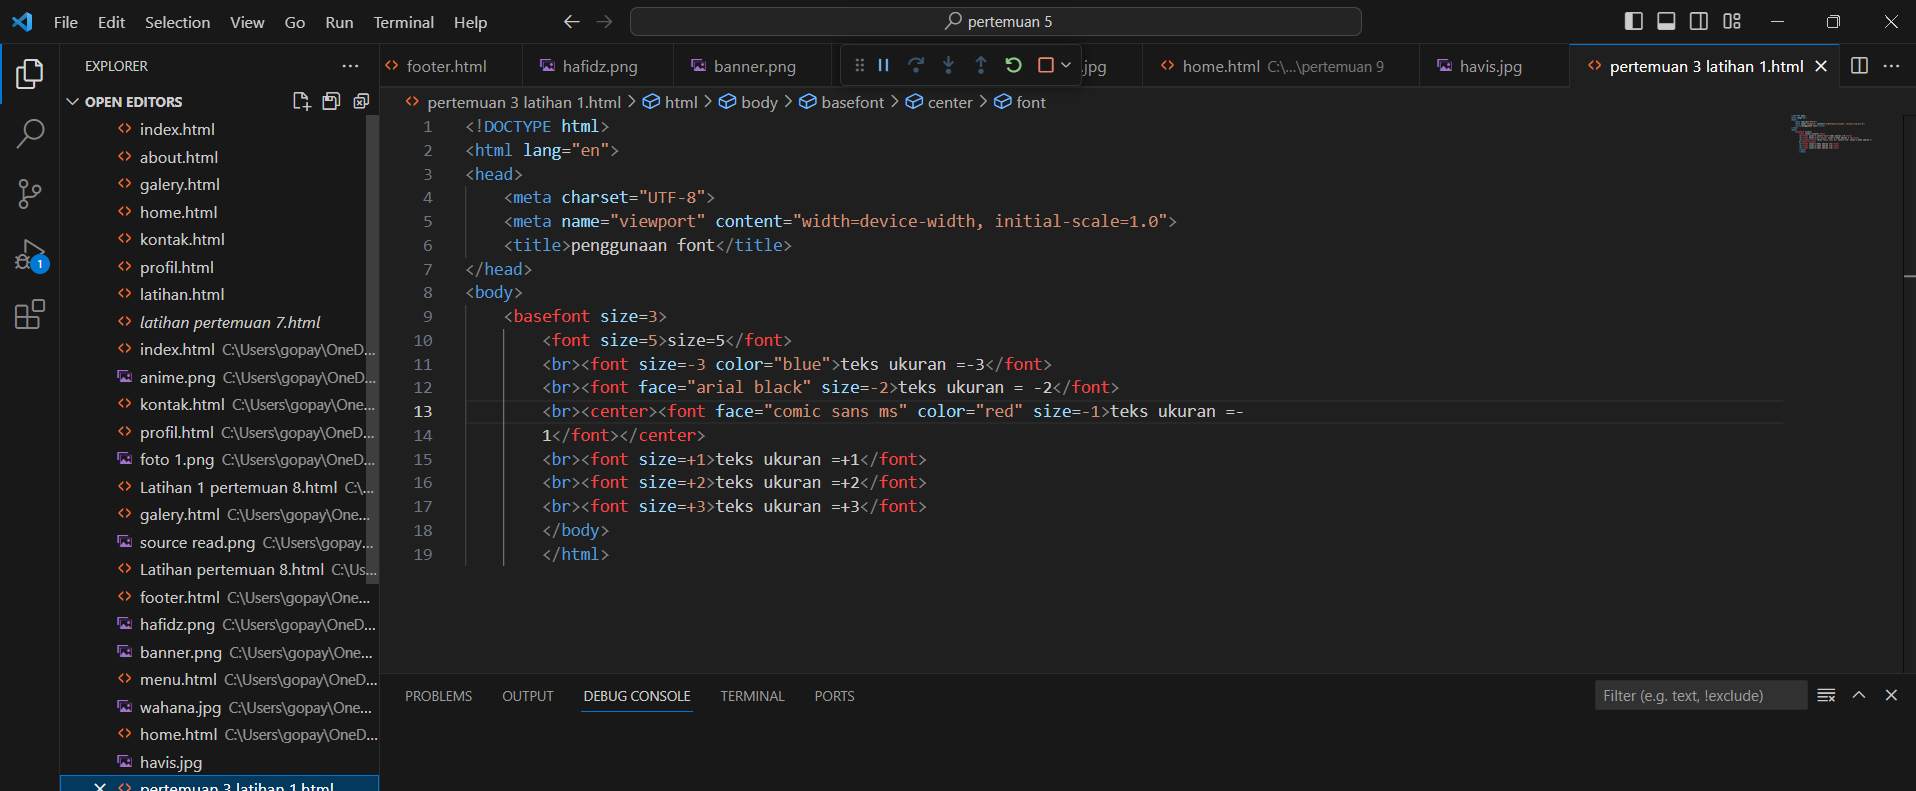 File Edit Selection View Go Run Terminal Help pertemuan 5
EXPLORER
OPEN EDITORS
index.html
about.html
galery.html
home.html
kontak.html
profil.html
latihan.html
latihan pertemuan 7.html
index.html C:\Users\gopay\OneD...
anime.png C:\Users\gopay\OneD...
kontak.html C:\Users\gopay\One...
profil.html C:\Users\gopay\OneD...
foto 1.png C:\Users\gopay\OneD...
Latihan 1 pertemuan 8.html C:\...
galery.html C:\Users\gopay\One...
source read.png C:\Users\gopay...
Latihan pertemuan 8.html C:\Us...
footer.html C:\Users\gopay\One...
hafidz.png C:\Users\gopay\OneD...
banner.png C:\Users\gopay\One...
menu.html C:\Users\gopay\OneD...
wahana.jpg C:\Users\gopay\One...
home.html C:\Users\gopay\OneD...
havis.jpg
pertemuan 3 latihan 1.html
1
footer.html hafidz.png banner.png .jpg home.html C:\...\pertemuan 9 havis.jpg pertemuan 3 latihan 1.html
pertemuan 3 latihan 1.html > html > body > basefont > center > font
1 <!DOCTYPE html>
2 <html lang="en">
3 <head>
4 <meta charset="UTF-8">
5 <meta name="viewport" content="width=device-width, initial-scale=1.0">
6 <title>penggunaan font</title>
7 </head>
8 <body>
9 <basefont size=3>
10 <font size=5>size=5</font>
11 <br><font size=-3 color="blue">teks ukuran =-3</font>
12 <br><font face="arial black" size=-2>teks ukuran = -2</font>
13 <br><center><font face="comic sans ms" color="red" size=-1>teks ukuran =-
14 1</font></center>
15 <br><font size=+1>teks ukuran =+1</font>
16 <br><font size=+2>teks ukuran =+2</font>
17 <br><font size=+3>teks ukuran =+3</font>
18 </body>
19 </html>
PROBLEMS OUTPUT DEBUG CONSOLE TERMINAL PORTS
Filter (e.g. text, !exclude)